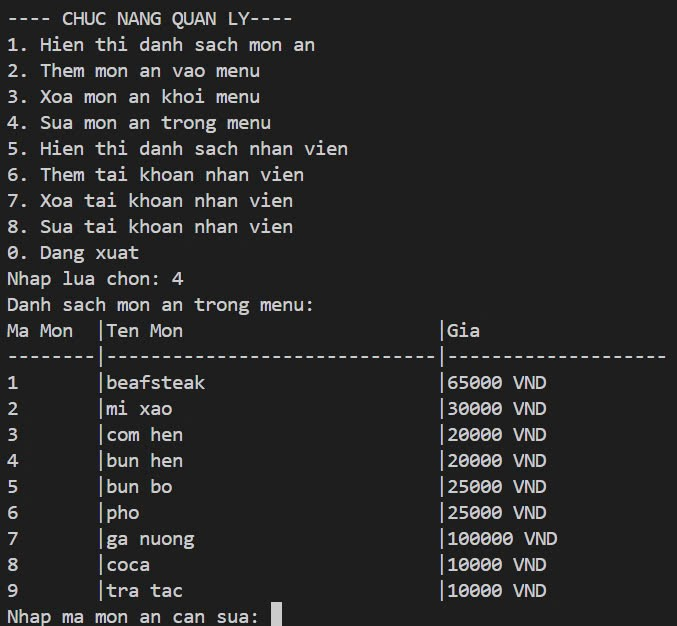 ---- CHUC NANG QUAN LY----
1. Hien thi danh sach mon an
2. Them mon an vao menu
3. Xoa mon an khoi menu
4. Sua mon an trong menu
5. Hien thi danh sach nhan vien
6. Them tai khoan nhan vien
7. Xoa tai khoan nhan vien
8. Sua tai khoan nhan vien
0. Dang xuat
Nhap lua chon: 4
Danh sach mon an trong menu:
Ma Mon  |Ten Mon                       |Gia
--------|------------------------------|--------------------
1       |beafsteak                     |65000 VND
2       |mi xao                        |30000 VND
3       |com hen                       |20000 VND
4       |bun hen                       |20000 VND
5       |bun bo                        |25000 VND
6       |pho                           |25000 VND
7       |ga nuong                      |100000 VND
8       |coca                          |10000 VND
9       |tra tac                       |10000 VND
Nhap ma mon an can sua: